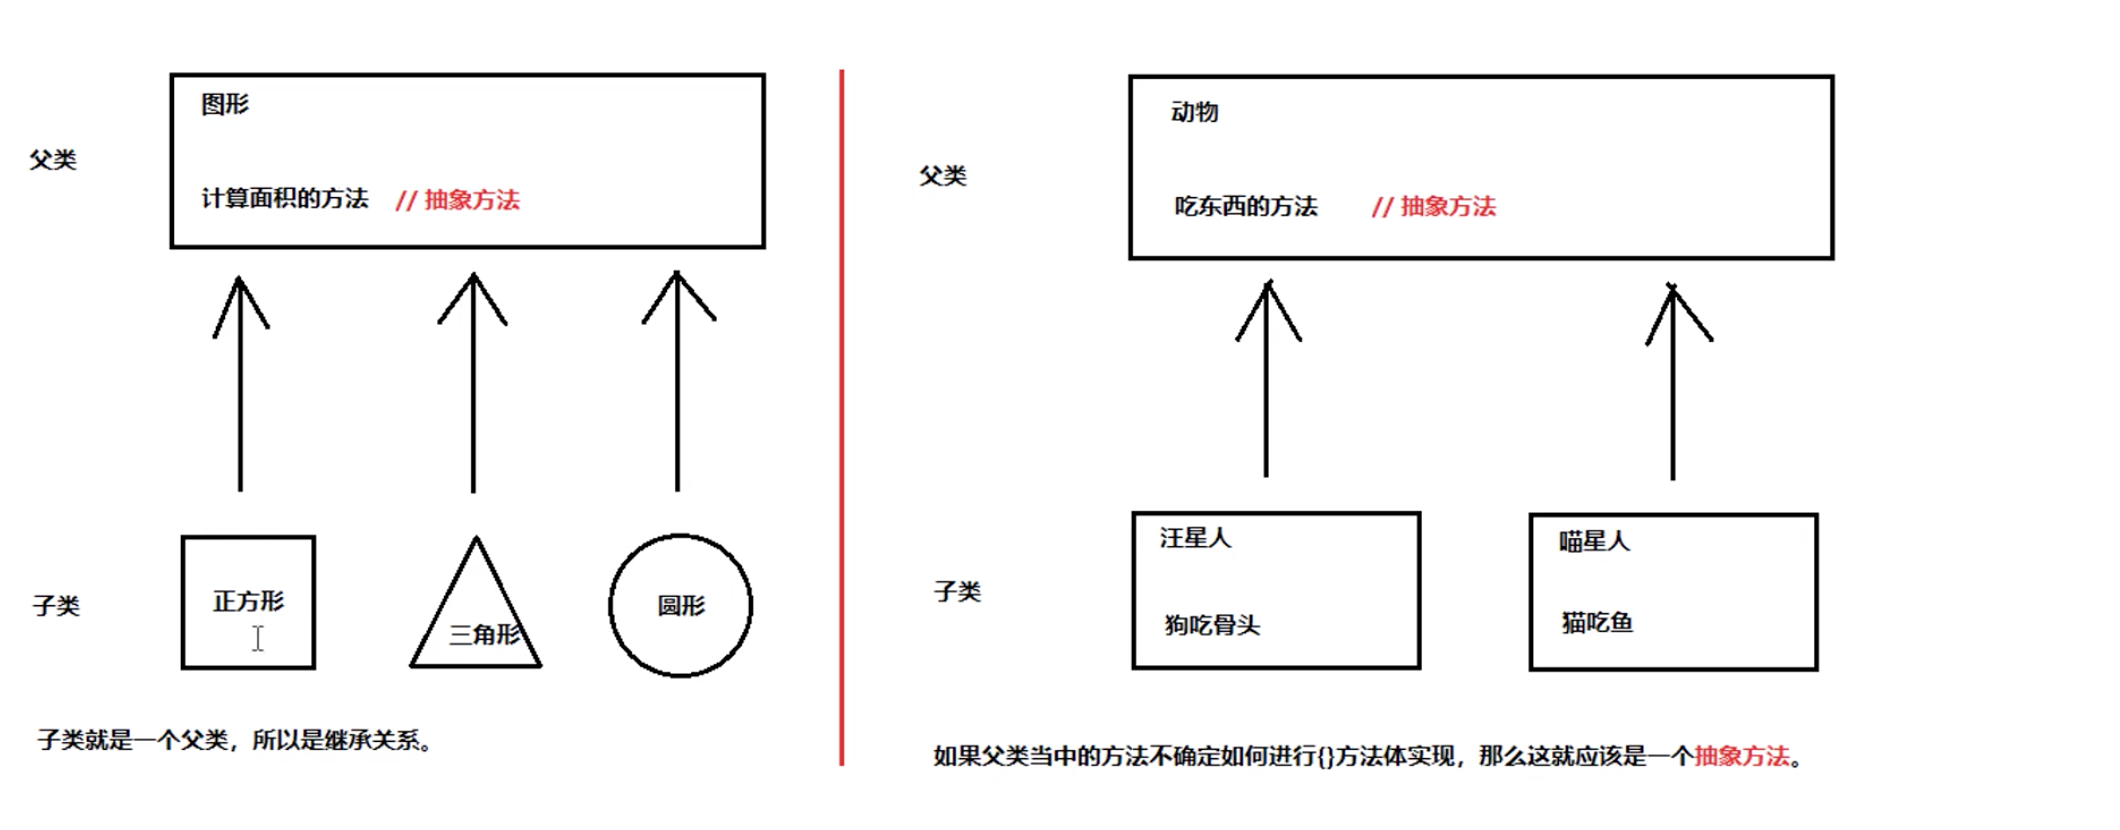 图形
父类
计算面积的方法 // 抽象方法
子类
正方形
三角形
圆形
子类就是一个父类，所以是继承关系。
动物
父类
吃东西的方法 // 抽象方法
子类
汪星人
狗吃骨头
喵星人
猫吃鱼
如果父类当中的方法不确定如何进行{}方法体实现，那么这就应该是一个抽象方法。